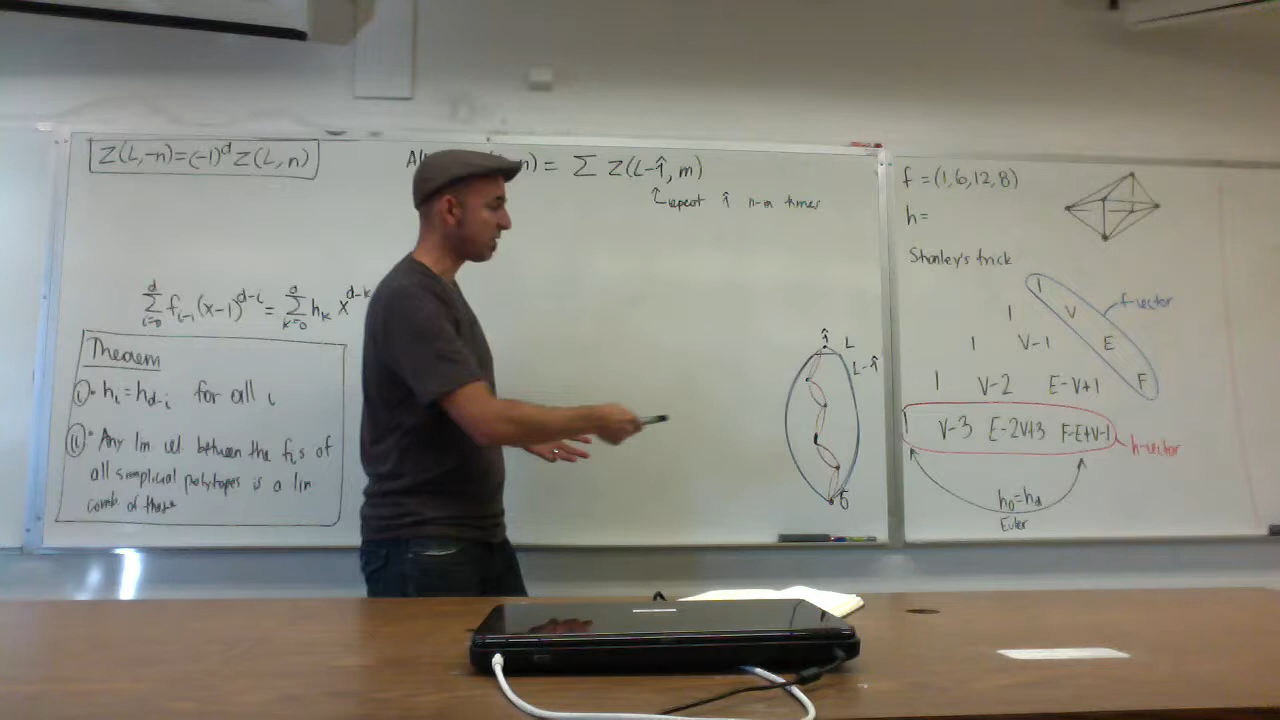 Z(L,-n)=(-1)^d Z(L,n)
n) = Σ Z(L-1̂, m)
repeat 1̂ n-m times
Σ_{i=0}^{d} f_{i-1}(x-1)^{d-i} = Σ_{k=0}^{d} h_k x^{d-k}
Theorem
(i) • h_i = h_{d-i} for all i
(ii) • Any lin rel between the f_i's of
all simplicial polytopes is a lin
comb. of these
1̂ L
L-1̂
0̂
f = (1,6,12,8)
h =
Stanley's trick
1
1 V
f-vector
1 V-1 E
1 V-2 E-V+1 F
1 V-3 E-2V+3 F-E+V-1
h-vector
h_0=h_d
Euler